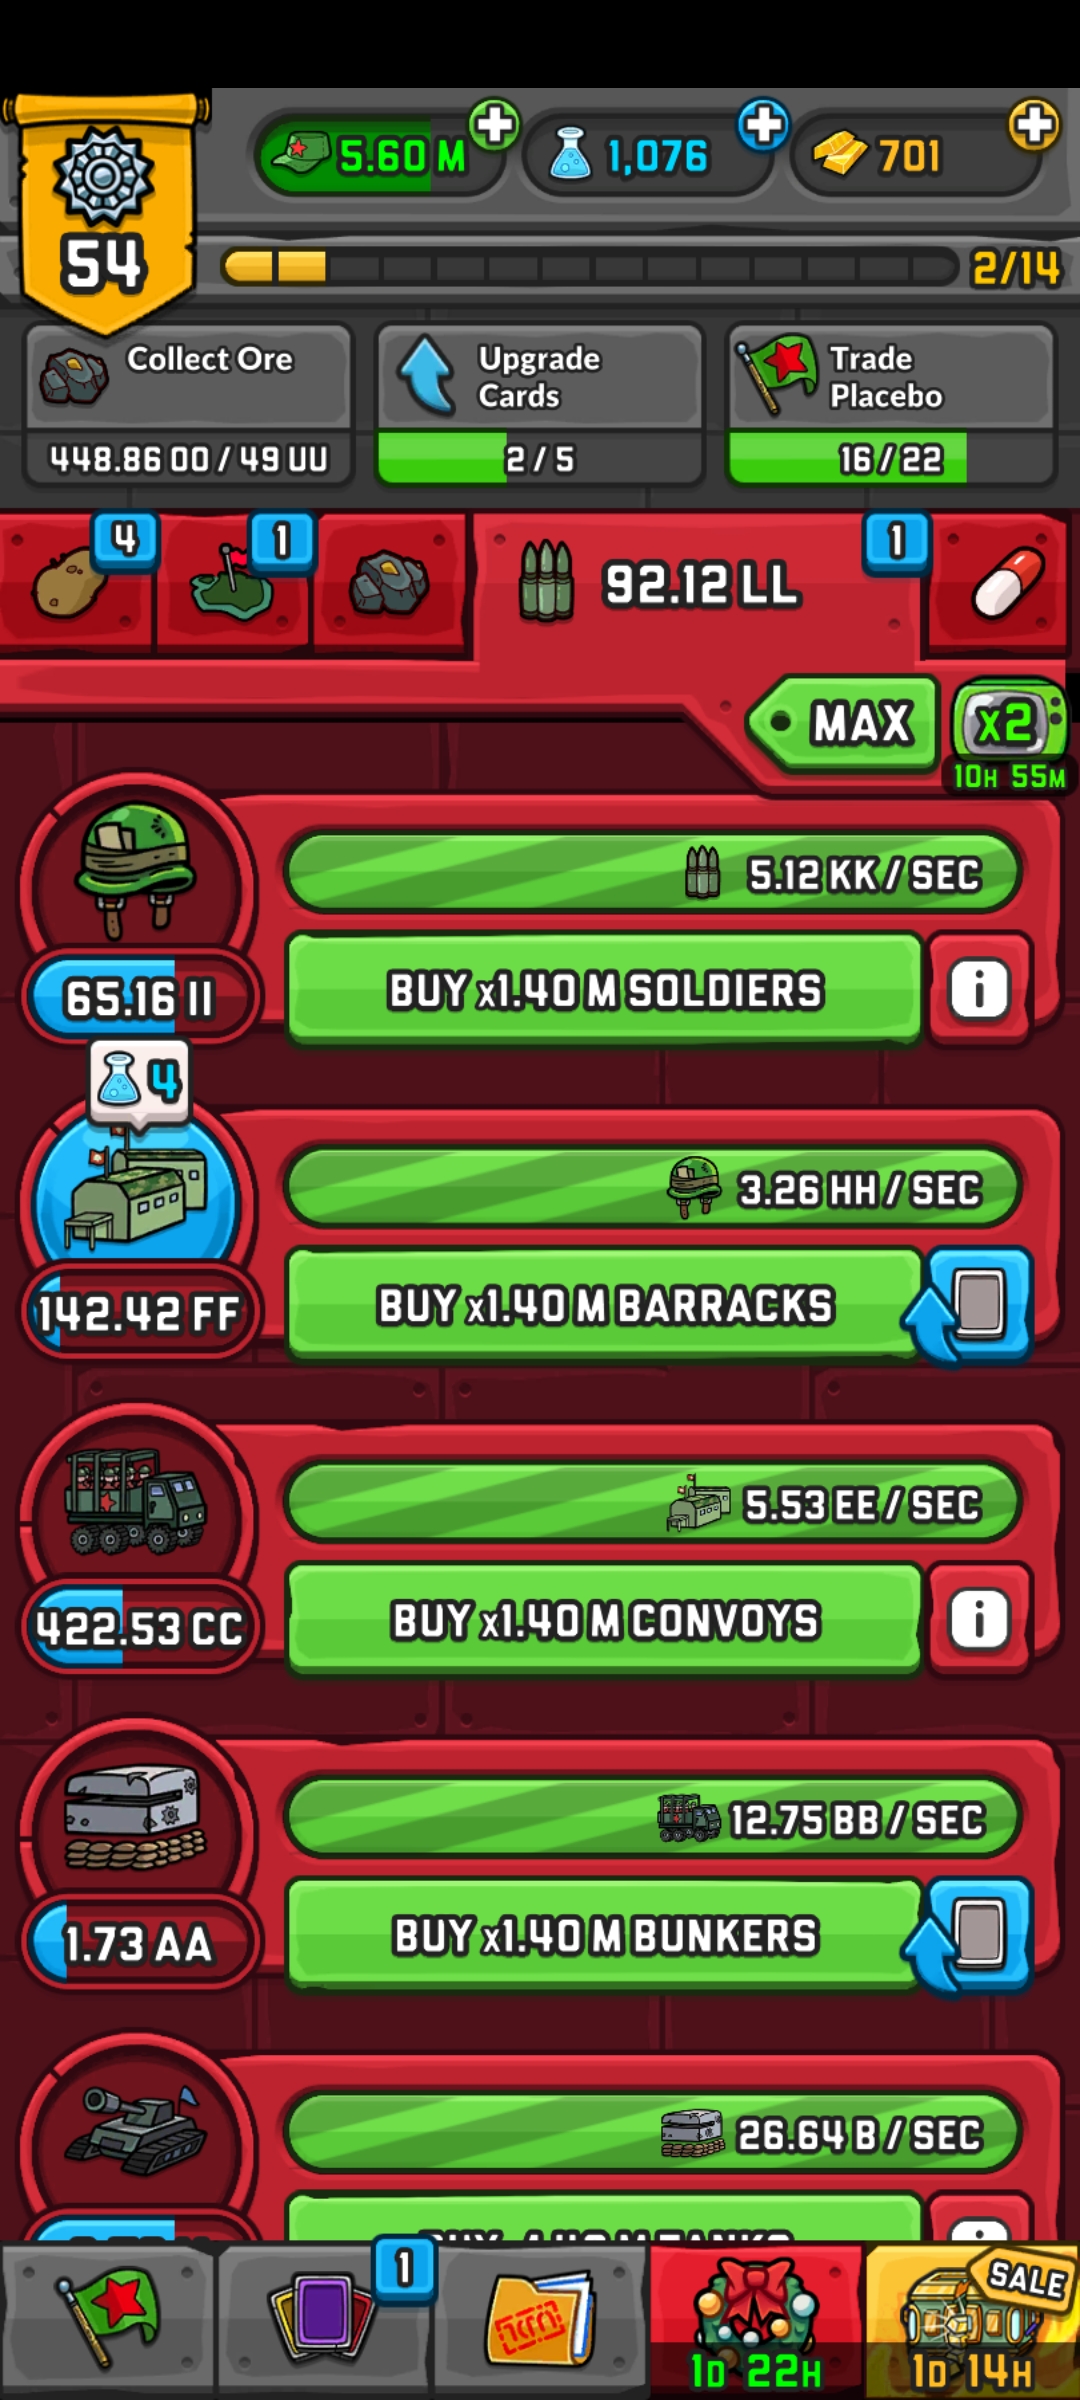 5.60 M
1,076
701
54
2/14
Collect Ore
448.86 OO / 49 UU
Upgrade
Cards
2 / 5
Trade
Placebo
16 / 22
4
1
92.12 LL
1
MAX
x2
10H 55M
5.12 KK / SEC
BUY x1.40 M SOLDIERS
65.16 II
4
3.26 HH / SEC
BUY x1.40 M BARRACKS
142.42 FF
5.53 EE / SEC
BUY x1.40 M CONVOYS
422.53 CC
12.75 BB / SEC
BUY x1.40 M BUNKERS
1.73 AA
26.64 B / SEC
1
SALE
1D 22H
1D 14H